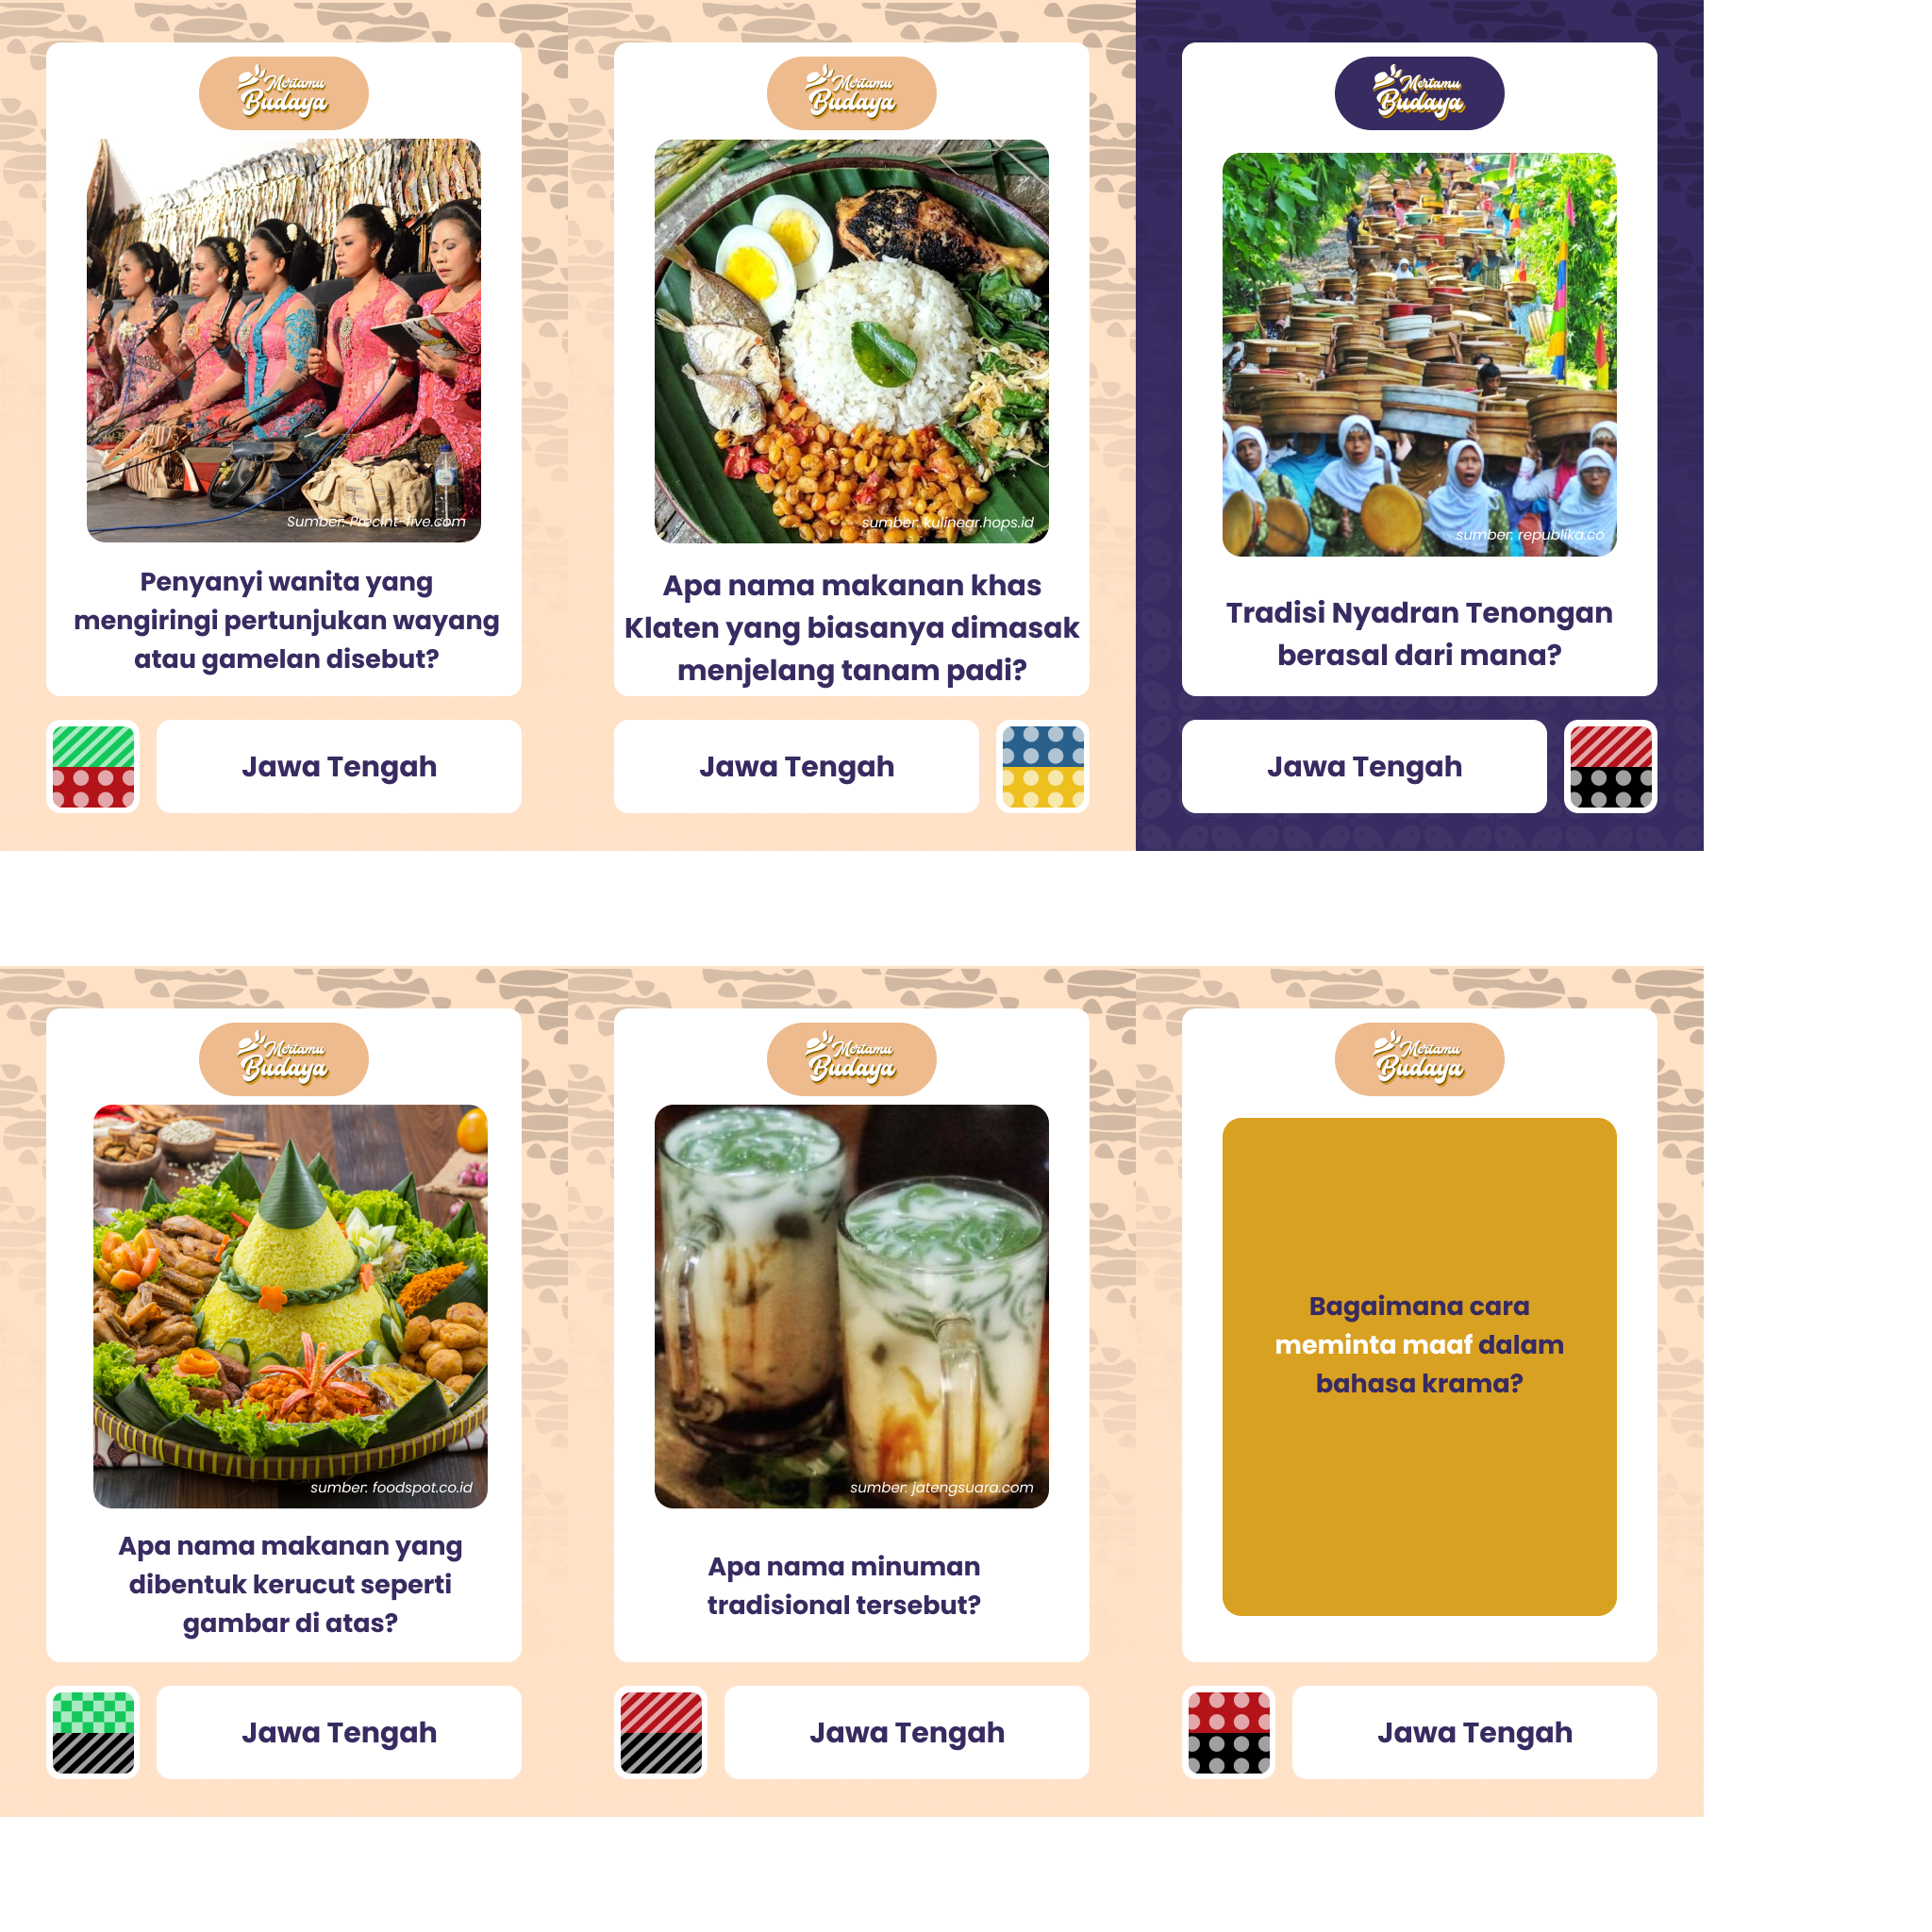 Mertamu
Budaya
Sumber: Precint-five.com
Penyanyi wanita yang
mengiringi pertunjukan wayang
atau gamelan disebut?
Jawa Tengah
Mertamu
Budaya
sumber: kulinear.hops.id
Apa nama makanan khas
Klaten yang biasanya dimasak
menjelang tanam padi?
Jawa Tengah
Mertamu
Budaya
sumber: republika.co
Tradisi Nyadran Tenongan
berasal dari mana?
Jawa Tengah
Mertamu
Budaya
sumber: foodspot.co.id
Apa nama makanan yang
dibentuk kerucut seperti
gambar di atas?
Jawa Tengah
Mertamu
Budaya
sumber: jatengsuara.com
Apa nama minuman
tradisional tersebut?
Jawa Tengah
Mertamu
Budaya
Bagaimana cara
meminta maaf dalam
bahasa krama?
Jawa Tengah